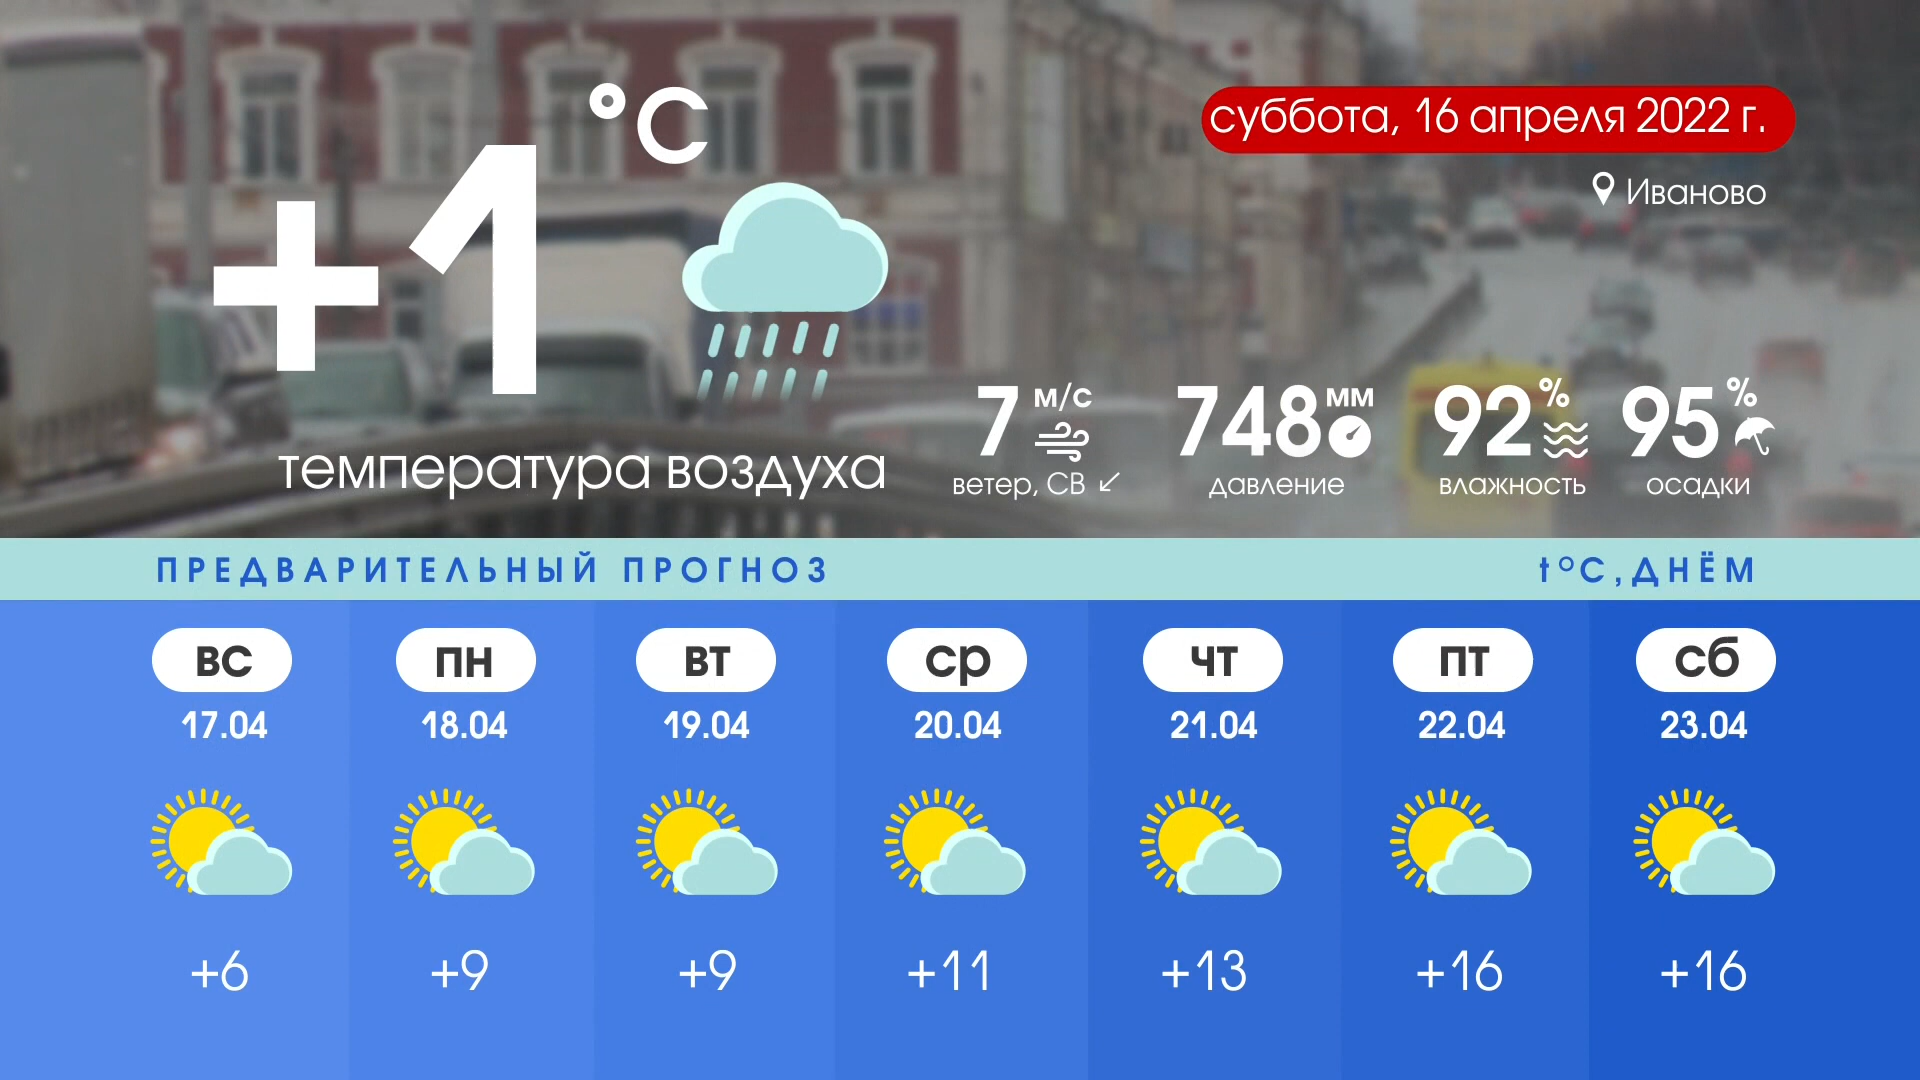 +1 °C
температура воздуха
суббота, 16 апреля 2022 г.
Иваново
7 м/с
ветер, СВ ↙
748 мм
давление
92 %
влажность
95 %
осадки
ПРЕДВАРИТЕЛЬНЫЙ ПРОГНОЗ
t°C, ДНЁМ
вс пн вт ср чт пт сб
17.04 18.04 19.04 20.04 21.04 22.04 23.04
+6 +9 +9 +11 +13 +16 +16